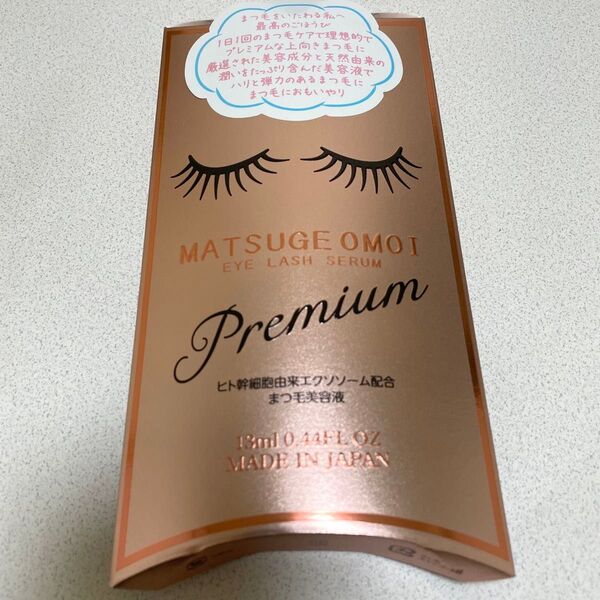 まつ毛をいたわる私へ
最高のごほうび
1日1回のまつ毛ケアで理想的で
プレミアムな上向きまつ毛に
厳選された美容成分と天然由来の
潤いをたっぷり含んだ美容液で
ハリと弾力のあるまつ毛に
まつ毛におもいやり
MATSUGE OMOI
EYE LASH SERUM
Premium
ヒト幹細胞由来エクソソーム配合
まつ毛美容液
13ml 0.44FL OZ
MADE IN JAPAN